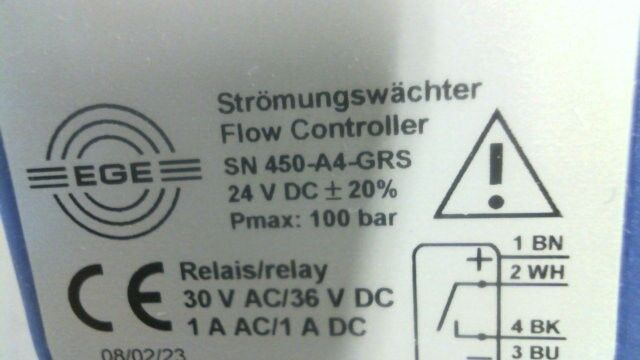 Strömungswächter
Flow Controller
SN 450-A4-GRS
24 V DC ± 20%
Pmax: 100 bar
EGE
!
CE
Relais/relay
30 V AC/36 V DC
1 A AC/1 A DC
08/02/23
+
1 BN
2 WH
4 BK
3 BU